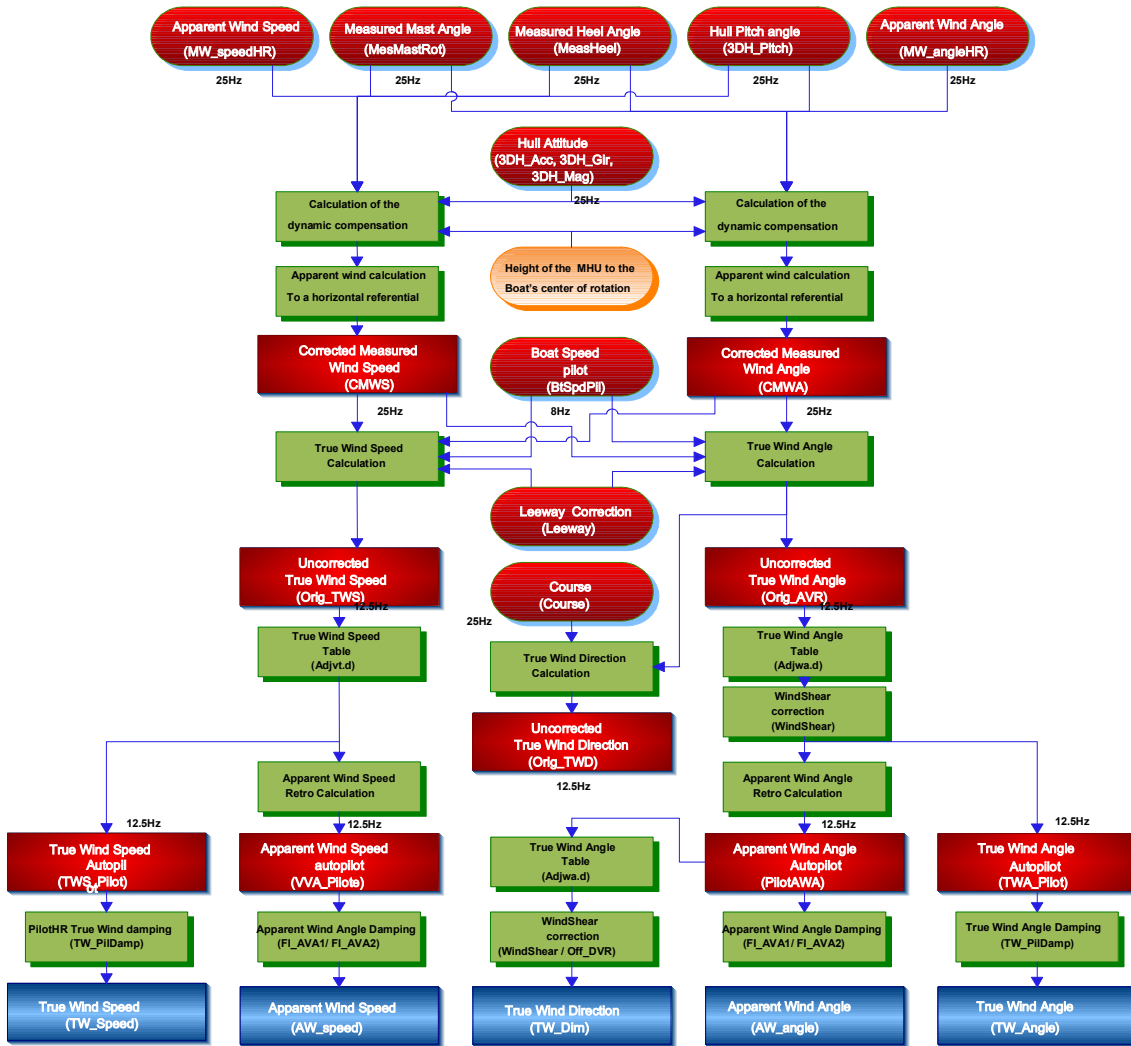 Apparent Wind Speed
(MW_speedHR)
Measured Mast Angle
(MesMastRot)
Measured Heel Angle
(MeasHeel)
Hull Pitch angle
(3DH_Pitch)
Apparent Wind Angle
(MW_angleHR)
25Hz
25Hz
25Hz
25Hz
25Hz
Hull Attitude
(3DH_Acc, 3DH_Gir,
3DH_Mag)
25Hz
Calculation of the
dynamic compensation
Calculation of the
dynamic compensation
Height of the MHU to the
Boat's center of rotation
Apparent wind calculation
To a horizontal referential
Apparent wind calculation
To a horizontal referential
Corrected Measured
Wind Speed
(CMWS)
Boat Speed
pilot
(BtSpdPil)
Corrected Measured
Wind Angle
(CMWA)
25Hz
8Hz
25Hz
True Wind Speed
Calculation
True Wind Angle
Calculation
Leeway Correction
(Leeway)
Uncorrected
True Wind Speed
(Orig_TWS)
12.5Hz
Course
(Course)
25Hz
Uncorrected
True Wind Angle
(Orig_AVR)
12.5Hz
True Wind Speed
Table
(Adjvt.d)
True Wind Direction
Calculation
True Wind Angle
Table
(Adjwa.d)
WindShear
correction
(WindShear)
Uncorrected
True Wind Direction
(Orig_TWD)
12.5Hz
Apparent Wind Speed
Retro Calculation
Apparent Wind Angle
Retro Calculation
12.5Hz
12.5Hz
12.5Hz
12.5Hz
True Wind Speed
Autopil
(TWS_Pilot)
ot
Apparent Wind Speed
autopilot
(VVA_Pilote)
True Wind Angle
Table
(Adjwa.d)
Apparent Wind Angle
Autopilot
(PilotAWA)
True Wind Angle
Autopilot
(TWA_Pilot)
PilotHR True Wind damping
(TW_PilDamp)
Apparent Wind Angle Damping
(FI_AVA1/ FI_AVA2)
WindShear
correction
(WindShear / Off_DVR)
Apparent Wind Angle Damping
(FI_AVA1/ FI_AVA2)
True Wind Angle Damping
(TW_PilDamp)
True Wind Speed
(TW_Speed)
Apparent Wind Speed
(AW_speed)
True Wind Direction
(TW_Dirn)
Apparent Wind Angle
(AW_angle)
True Wind Angle
(TW_Angle)